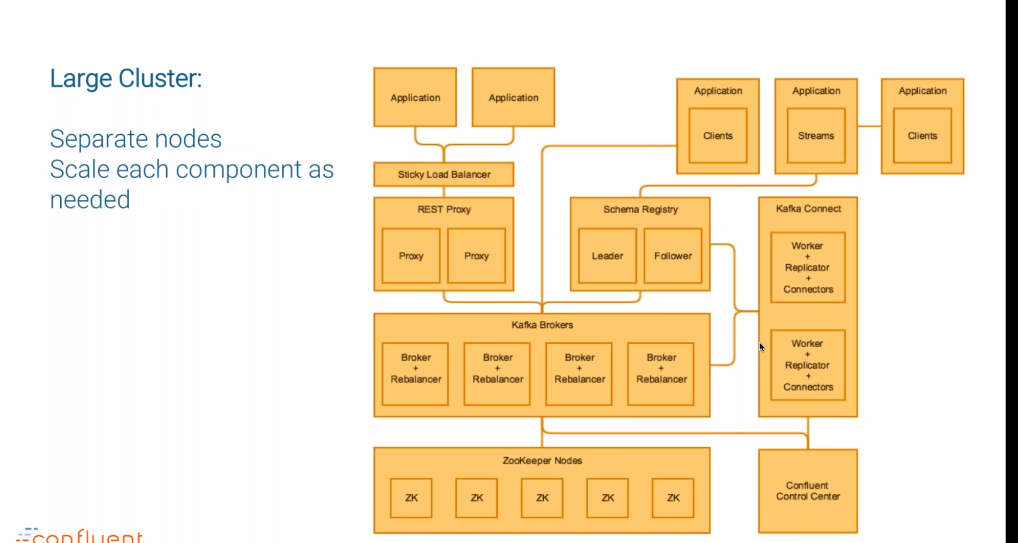 Large Cluster:
Separate nodes
Scale each component as
needed
Application
Application
Sticky Load Balancer
REST Proxy
Proxy
Proxy
Application
Clients
Application
Streams
Application
Clients
Schema Registry
Leader
Follower
Kafka Connect
Worker
+
Replicator
+
Connectors
Worker
+
Replicator
+
Connectors
Kafka Brokers
Broker
+
Rebalancer
Broker
+
Rebalancer
Broker
+
Rebalancer
Broker
+
Rebalancer
ZooKeeper Nodes
ZK
ZK
ZK
ZK
ZK
Confluent
Control Center
confluent